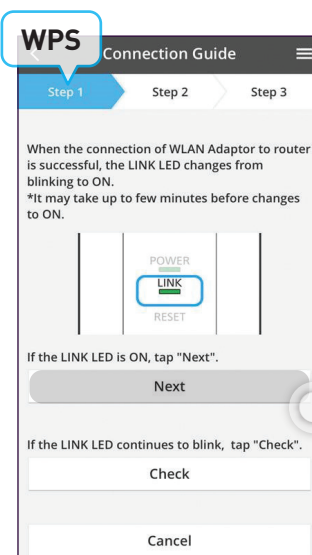 WPS
Connection Guide
Step 1
Step 2
Step 3
When the connection of WLAN Adaptor to router
is successful, the LINK LED changes from
blinking to ON.
*It may take up to few minutes before changes
to ON.
POWER
LINK
RESET
If the LINK LED is ON, tap "Next".
Next
If the LINK LED continues to blink, tap "Check".
Check
Cancel